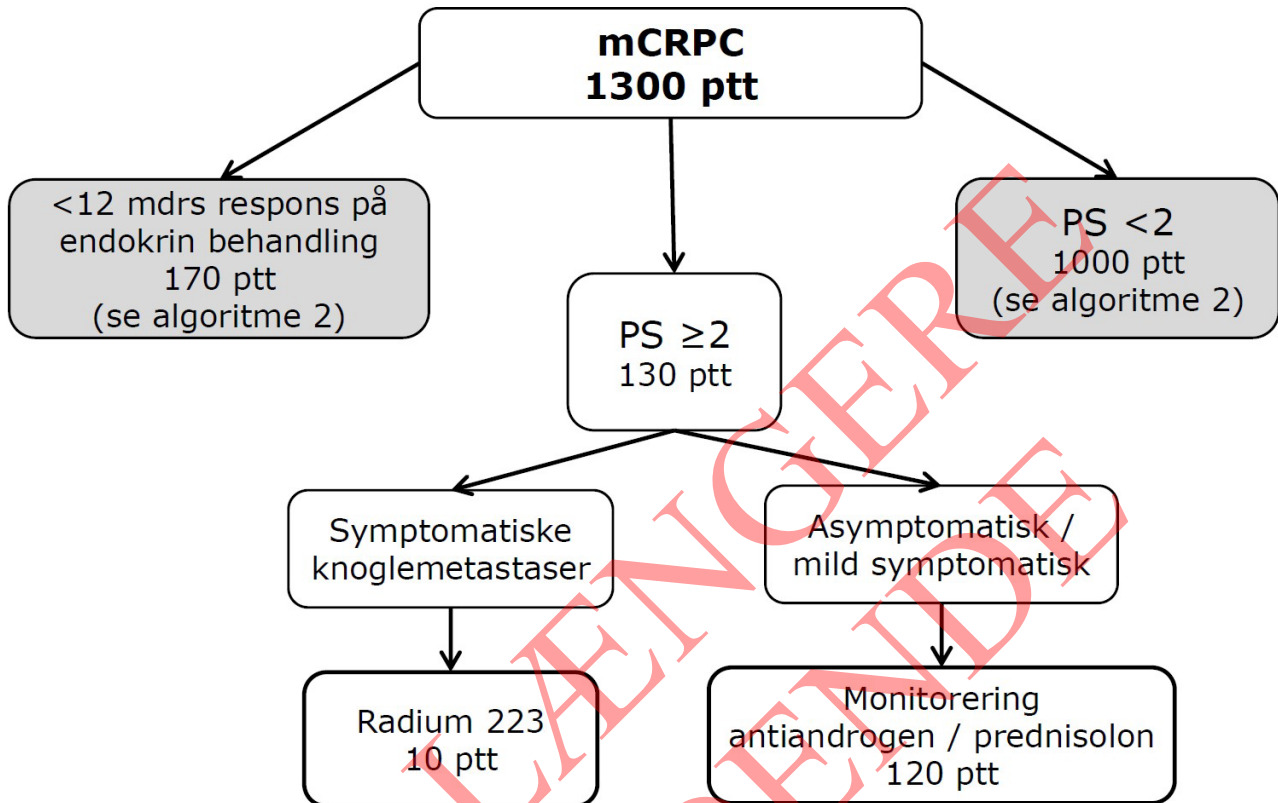 mCRPC
1300 ptt
<12 mdrs respons på
endokrin behandling
170 ptt
(se algoritme 2)
PS <2
1000 ptt
(se algoritme 2)
PS ≥2
130 ptt
Symptomatiske
knoglemetastaser
Asymptomatisk /
mild symptomatisk
Radium 223
10 ptt
Monitorering
antiandrogen / prednisolon
120 ptt
LÆNGERE
ENDE